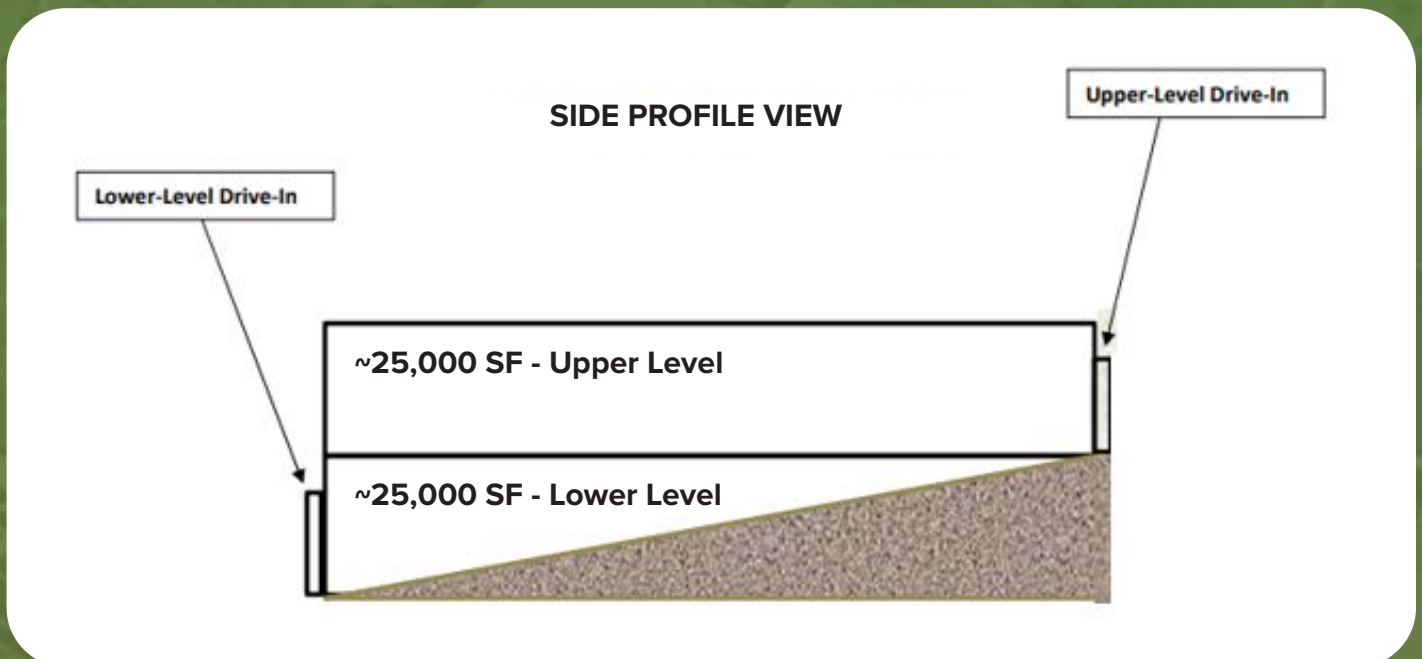 SIDE PROFILE VIEW
Upper-Level Drive-In
Lower-Level Drive-In
~25,000 SF - Upper Level
~25,000 SF - Lower Level